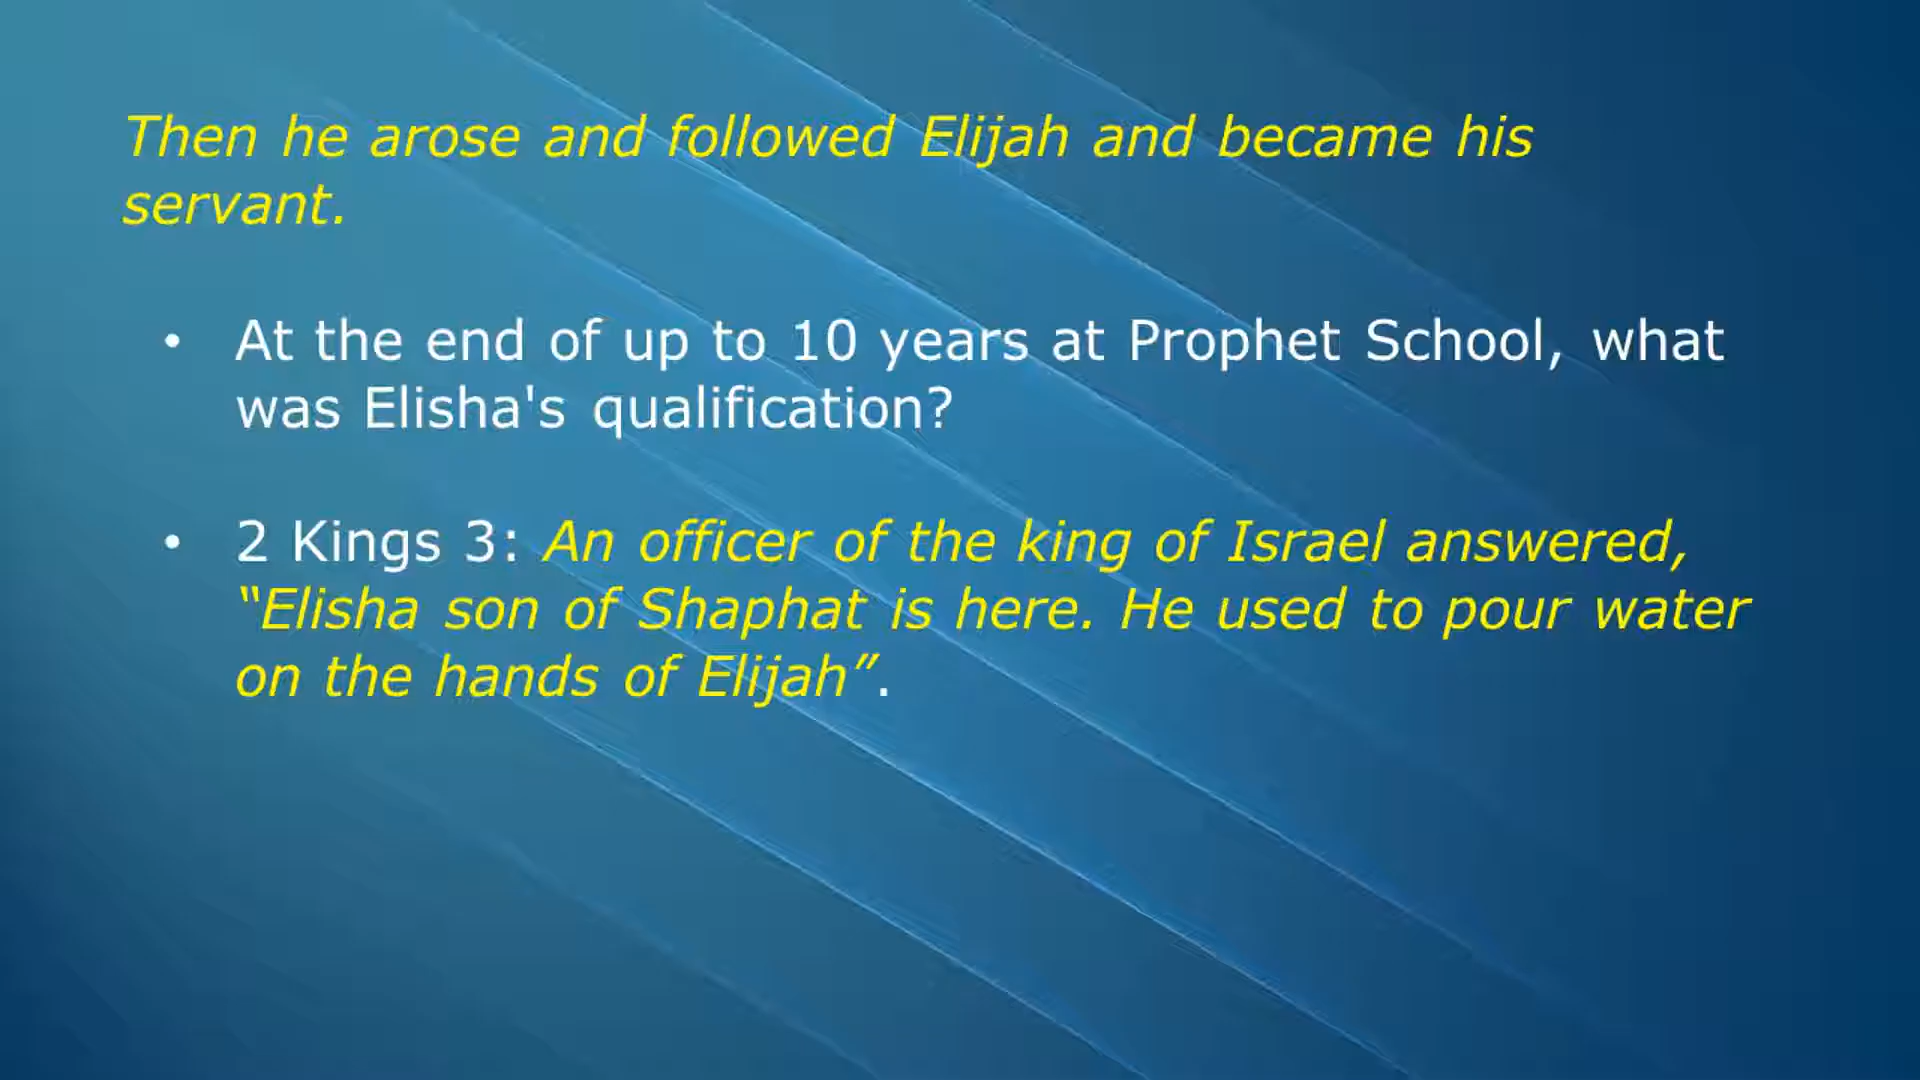 Then he arose and followed Elijah and became his
servant.
• At the end of up to 10 years at Prophet School, what
was Elisha's qualification?
• 2 Kings 3: An officer of the king of Israel answered,
“Elisha son of Shaphat is here. He used to pour water
on the hands of Elijah”.